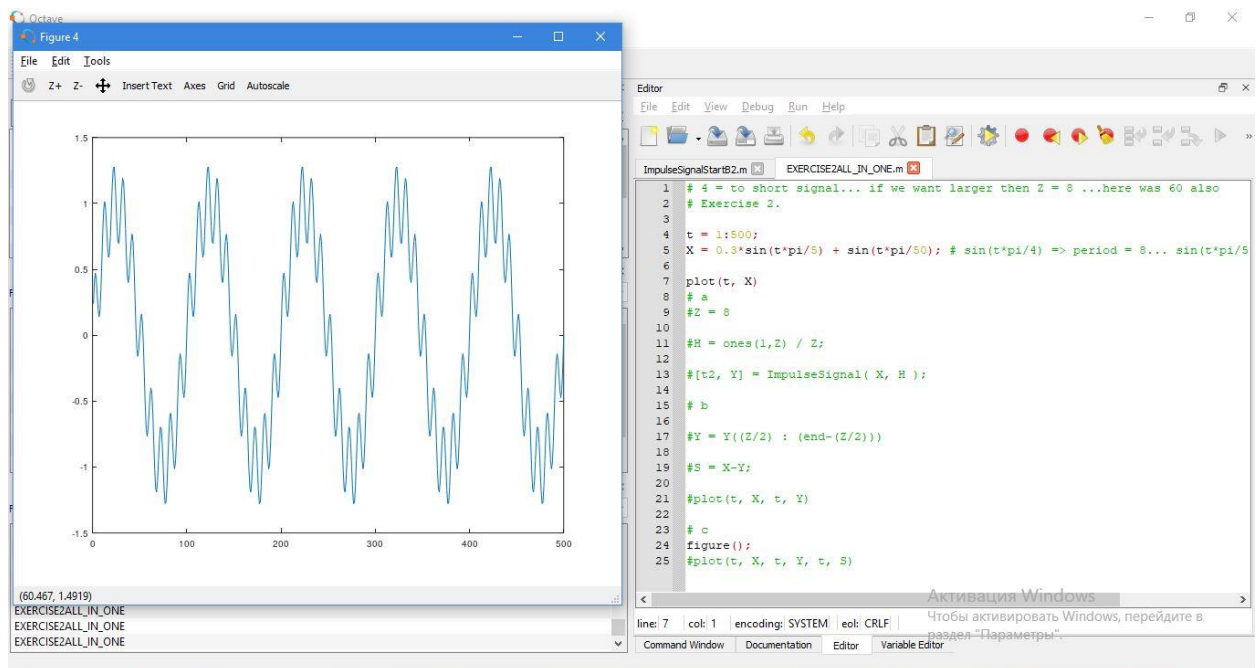 Octave
Figure 4
File Edit Tools
Z+ Z- Insert Text Axes Grid Autoscale
1.5
1
0.5
0
-0.5
-1
-1.5
0 100 200 300 400 500
(60.467, 1.4919)
EXERCISE2ALL_IN_ONE
EXERCISE2ALL_IN_ONE
EXERCISE2ALL_IN_ONE
Editor
File Edit View Debug Run Help
ImpulseSignalStartB2.m EXERCISE2ALL_IN_ONE.m
1 # 4 = to short signal... if we want larger then Z = 8 ...here was 60 also
2 # Exercise 2.
3
4 t = 1:500;
5 X = 0.3*sin(t*pi/5) + sin(t*pi/50); # sin(t*pi/4) => period = 8... sin(t*pi/5
6
7 plot(t, X)
8 # a
9 #Z = 8
10
11 #H = ones(1,Z) / Z;
12
13 #[t2, Y] = ImpulseSignal( X, H );
14
15 # b
16
17 #Y = Y((Z/2) : (end-(Z/2)))
18
19 #S = X-Y;
20
21 #plot(t, X, t, Y)
22
23 # c
24 figure();
25 #plot(t, X, t, Y, t, S)
Активация Windows
Чтобы активировать Windows, перейдите в
раздел "Параметры".
line: 7 col: 1 encoding: SYSTEM eol: CRLF
Command Window Documentation Editor Variable Editor